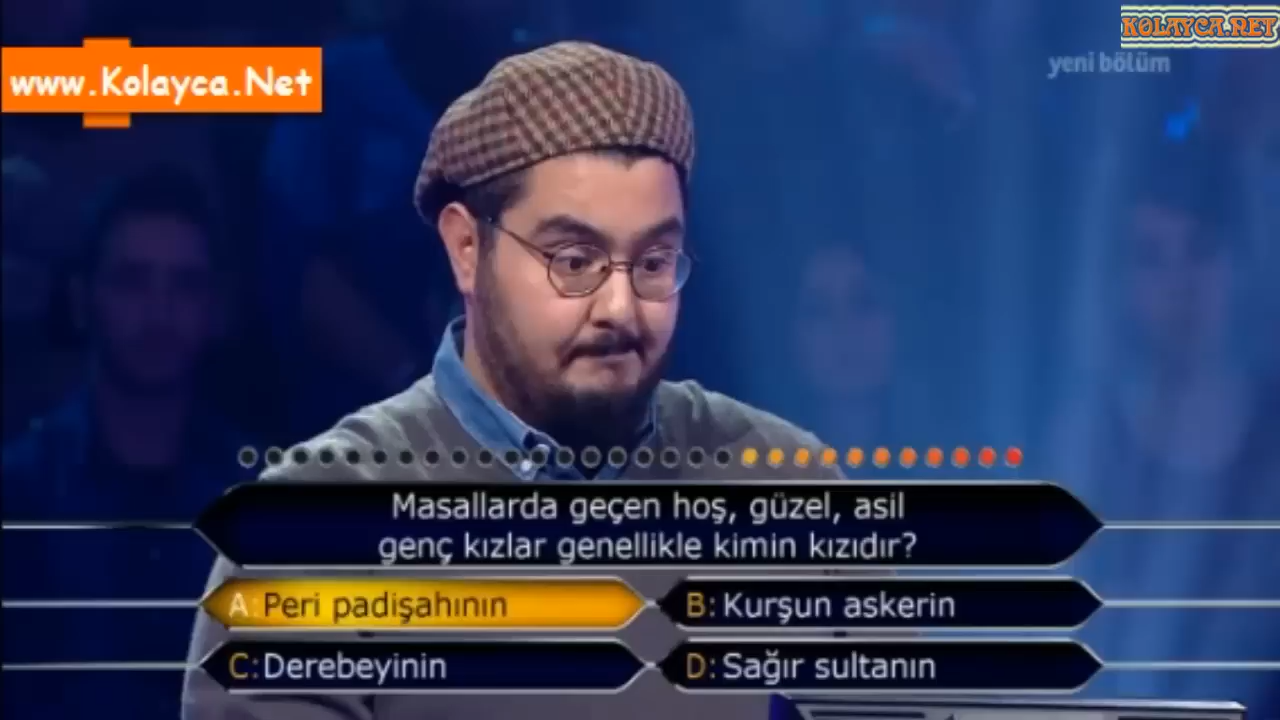 KOLAYCA.NET
www.Kolayca.Net
yeni bölüm
Masallarda geçen hoş, güzel, asil
genç kızlar genellikle kimin kızıdır?
A: Peri padişahının
B: Kurşun askerin
C: Derebeyinin
D: Sağır sultanın